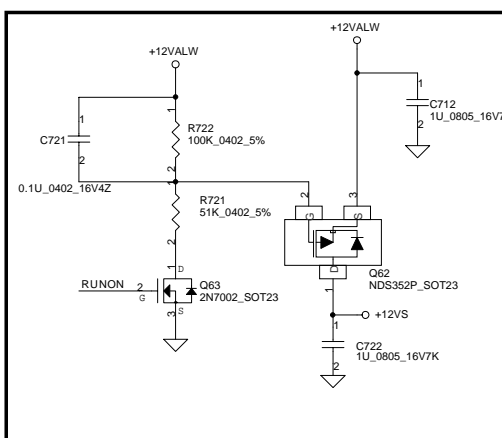 +12VALW
+12VALW
1
C721
2
0.1U_0402_16V4Z
1
R722
100K_0402_5%
2
1
C712
1U_0805_16V7
2
1
R721
51K_0402_5%
2
2
G
3
S
D
1
Q62
NDS352P_SOT23
RUNON
2
G
1
D
Q63
2N7002_SOT23
3
S
+12VS
1
C722
1U_0805_16V7K
2